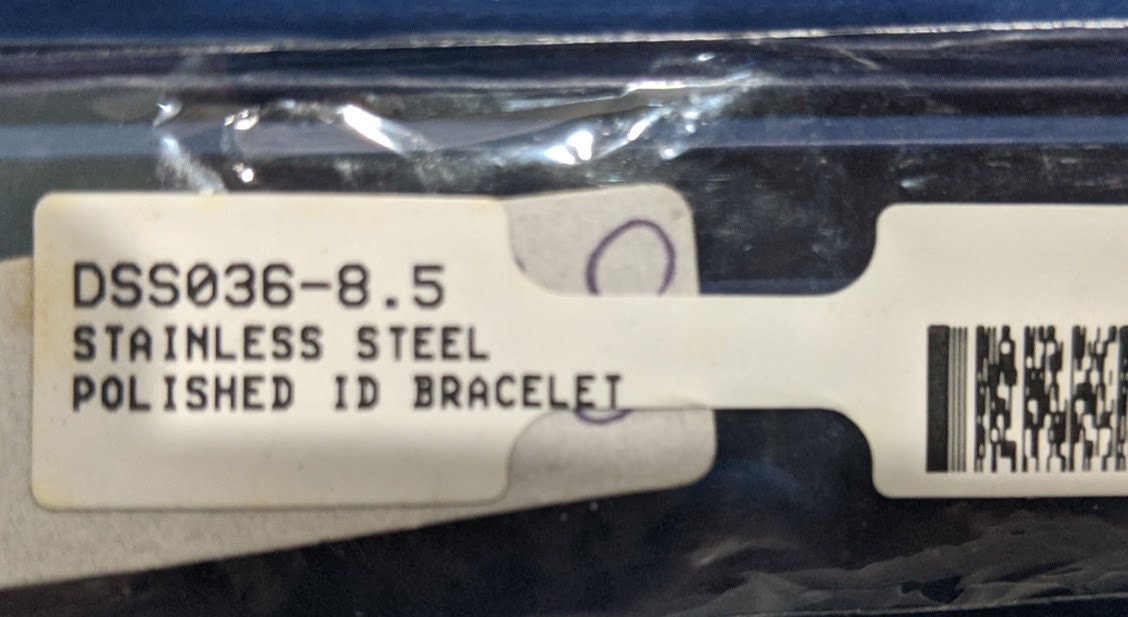 DSS036-8.5
STAINLESS STEEL
POLISHED ID BRACELET